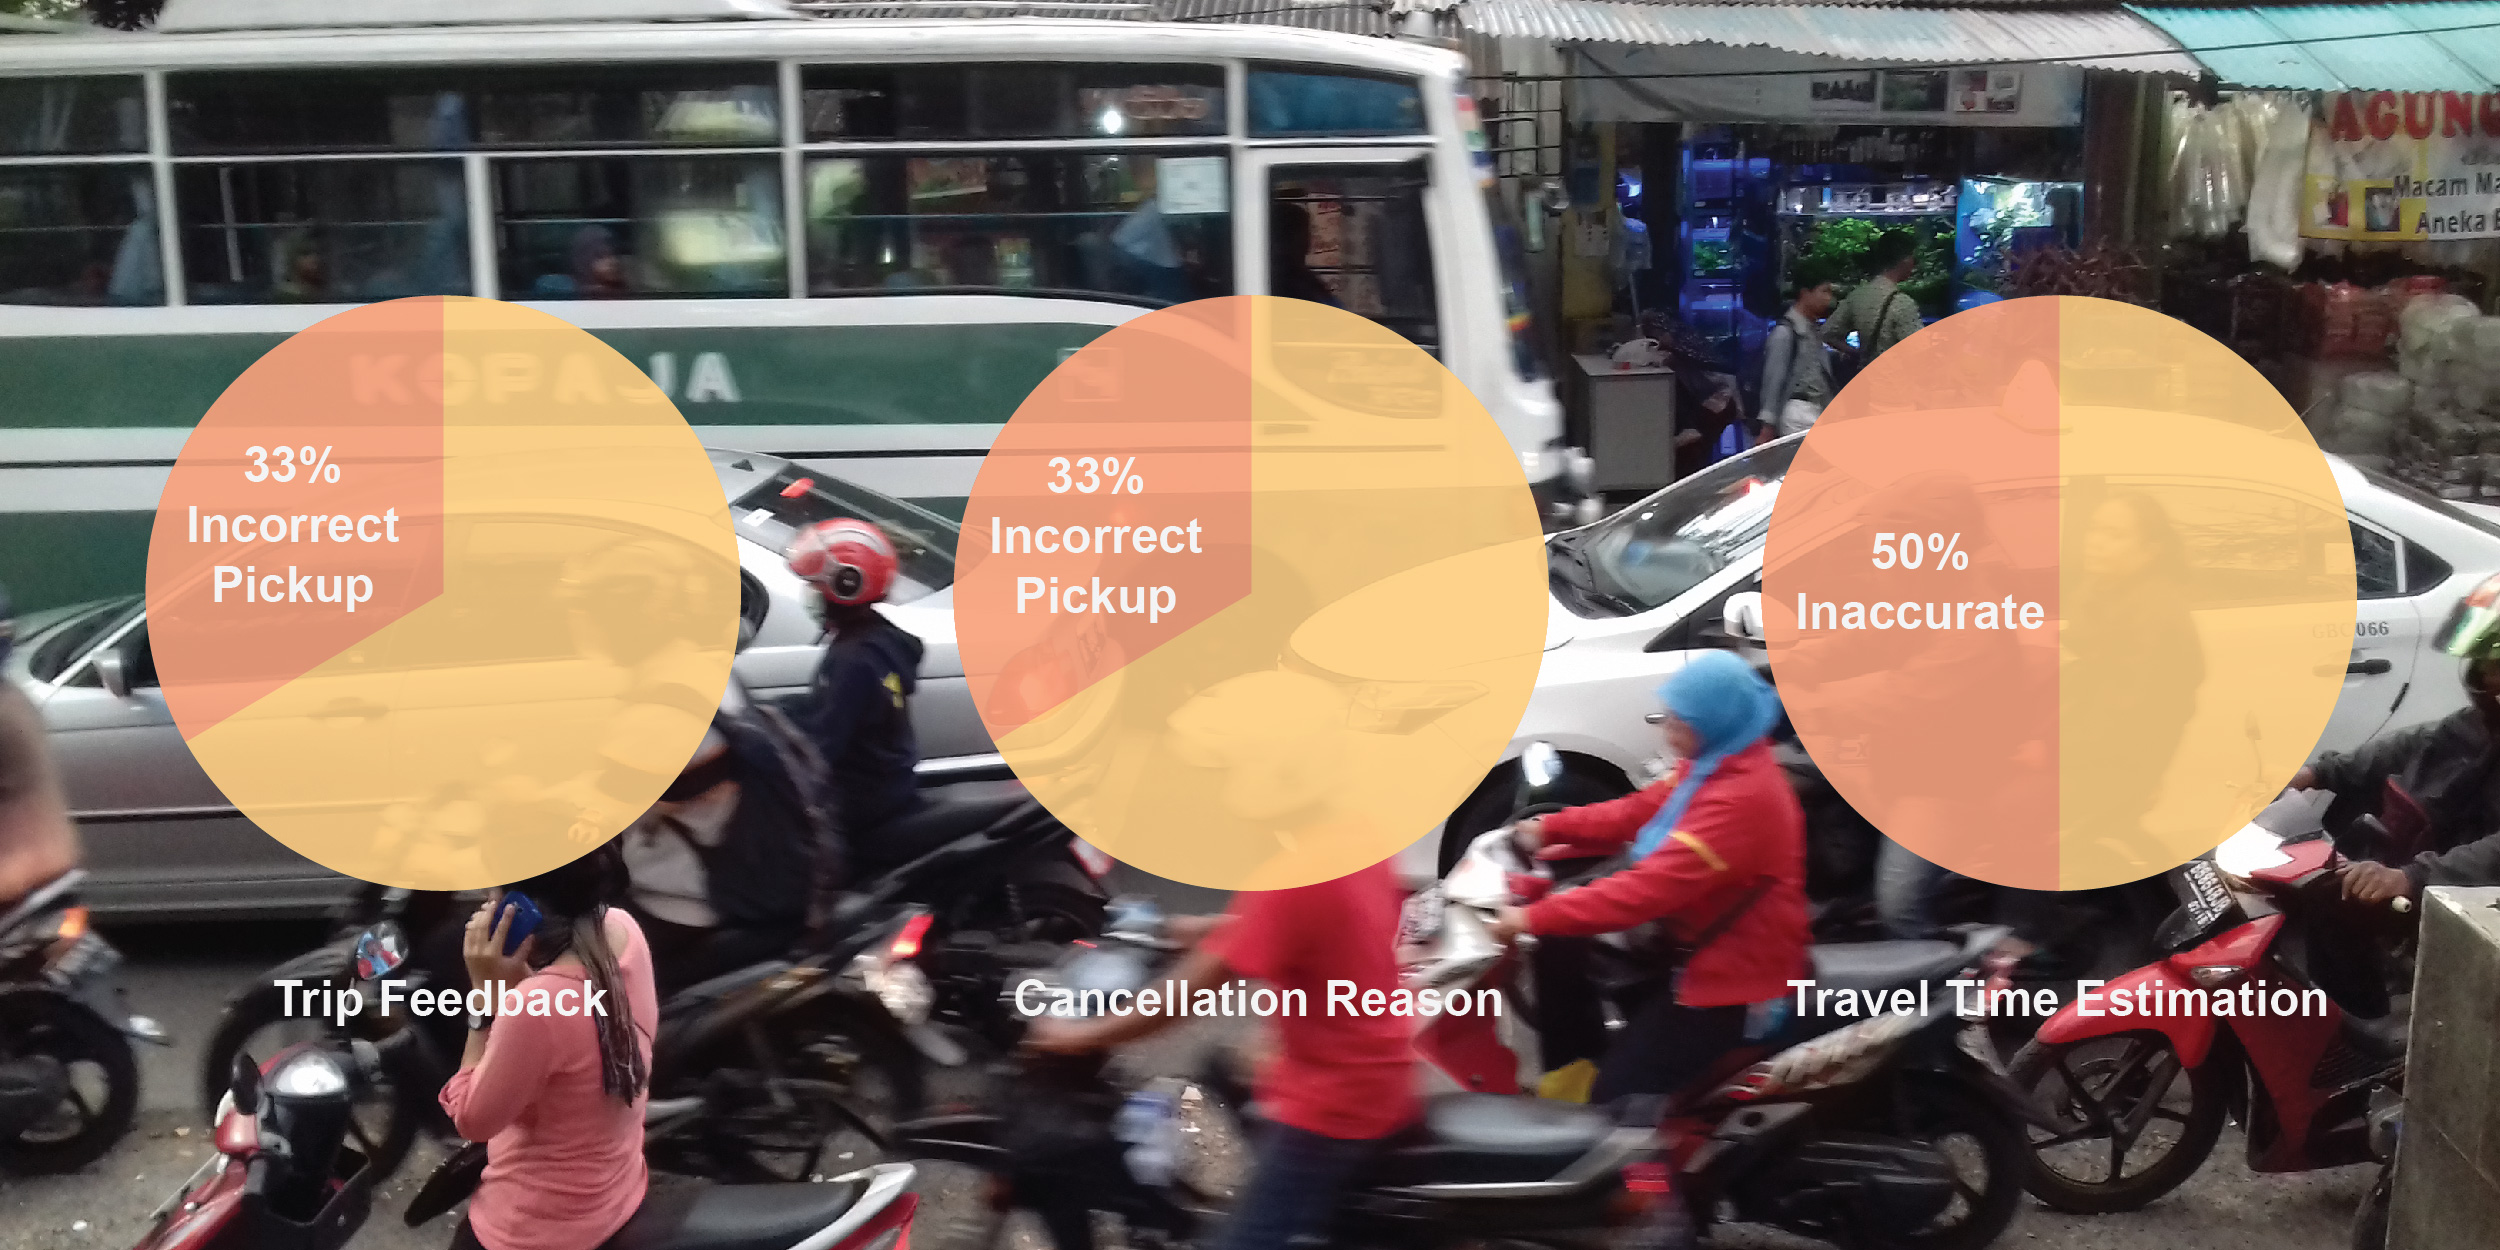 AGUNG
Macam Ma
Aneka
KOPAJA
33%
Incorrect
Pickup
33%
Incorrect
Pickup
50%
Inaccurate
066
Trip Feedback
Cancellation Reason
Travel Time Estimation